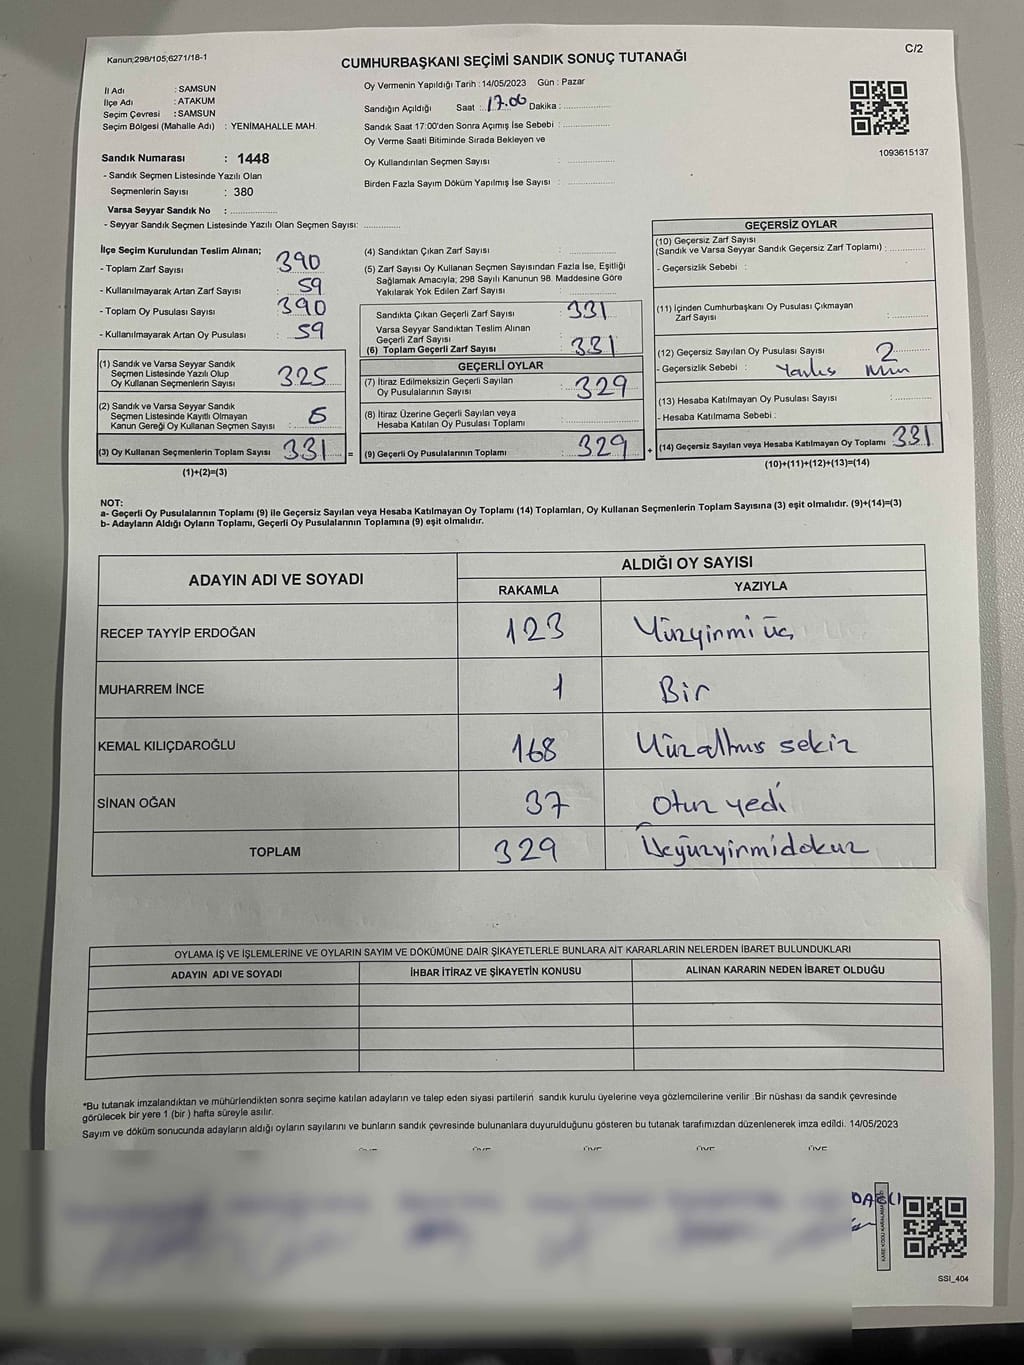 Kanun;298/105;6271/18-1
C/2
CUMHURBAŞKANI SEÇİMİ SANDIK SONUÇ TUTANAĞI
İl Adı : SAMSUN
İlçe Adı : ATAKUM
Seçim Çevresi : SAMSUN
Seçim Bölgesi (Mahalle Adı) : YENİMAHALLE MAH.
Sandık Numarası : 1448
- Sandık Seçmen Listesinde Yazılı Olan
Seçmenlerin Sayısı : 380
Varsa Seyyar Sandık No :
- Seyyar Sandık Seçmen Listesinde Yazılı Olan Seçmen Sayısı:
Oy Vermenin Yapıldığı Tarih : 14/05/2023 Gün : Pazar
Sandığın Açıldığı Saat : 17.06 Dakika :
Sandık Saat 17:00'den Sonra Açımış İse Sebebi :
Oy Verme Saati Bitiminde Sırada Bekleyen ve
Oy Kullandırılan Seçmen Sayısı :
Birden Fazla Sayım Döküm Yapılmış İse Sayısı :
1093615137
İlçe Seçim Kurulundan Teslim Alınan;
- Toplam Zarf Sayısı : 390
- Kullanılmayarak Artan Zarf Sayısı : 59
- Toplam Oy Pusulası Sayısı : 390
- Kullanılmayarak Artan Oy Pusulası : 59
(1) Sandık ve Varsa Seyyar Sandık
Seçmen Listesinde Yazılı Olup
Oy Kullanan Seçmenlerin Sayısı : 325
(2) Sandık ve Varsa Seyyar Sandık
Seçmen Listesinde Kayıtlı Olmayan
Kanun Gereği Oy Kullanan Seçmen Sayısı : 6
(3) Oy Kullanan Seçmenlerin Toplam Sayısı : 331 =
(1)+(2)=(3)
(4) Sandıktan Çıkan Zarf Sayısı :
(5) Zarf Sayısı Oy Kullanan Seçmen Sayısından Fazla İse, Eşitliği
Sağlamak Amacıyla; 298 Sayılı Kanunun 98. Maddesine Göre
Yakılarak Yok Edilen Zarf Sayısı :
Sandıkta Çıkan Geçerli Zarf Sayısı : 331
Varsa Seyyar Sandıktan Teslim Alınan
Geçerli Zarf Sayısı :
(6) Toplam Geçerli Zarf Sayısı : 331
GEÇERLİ OYLAR
(7) İtiraz Edilmeksizin Geçerli Sayılan
Oy Pusulalarının Sayısı : 329
(8) İtiraz Üzerine Geçerli Sayılan veya
Hesaba Katılan Oy Pusulaları Toplamı :
(9) Geçerli Oy Pusulalarının Toplamı : 329 +
GEÇERSİZ OYLAR
(10) Geçersiz Zarf Sayısı
(Sandık ve Varsa Seyyar Sandık Geçersiz Zarf Toplamı) :
- Geçersizlik Sebebi :
(11) İçinden Cumhurbaşkanı Oy Pusulası Çıkmayan
Zarf Sayısı :
(12) Geçersiz Sayılan Oy Pusulası Sayısı : 2
- Geçersizlik Sebebi :
(13) Hesaba Katılmayan Oy Pusulası Sayısı :
- Hesaba Katılmama Sebebi :
(14) Geçersiz Sayılan veya Hesaba Katılmayan Oy Toplamı : 331
(10)+(11)+(12)+(13)=(14)
NOT:
a- Geçerli Oy Pusulalarının Toplamı (9) ile Geçersiz Sayılan veya Hesaba Katılmayan Oy Toplamı (14) Toplamları, Oy Kullanan Seçmenlerin Toplam Sayısına (3) eşit olmalıdır. (9)+(14)=(3)
b- Adayların Aldığı Oyların Toplamı, Geçerli Oy Pusulalarının Toplamına (9) eşit olmalıdır.
ADAYIN ADI VE SOYADI
ALDIĞI OY SAYISI
RAKAMLA YAZIYLA
RECEP TAYYİP ERDOĞAN 123 Yüzyirmi üç
MUHARREM İNCE 1 Bir
KEMAL KILIÇDAROĞLU 168 Yüzaltmış sekiz
SİNAN OĞAN 37 Otuz yedi
TOPLAM 329 Üçyüzyirmidokuz
OYLAMA İŞ VE İŞLEMLERİNE VE OYLARIN SAYIM VE DÖKÜMÜNE DAİR ŞİKAYETLERLE BUNLARA AİT KARARLARIN NELERDEN İBARET BULUNDUKLARI
ADAYIN ADI VE SOYADI İHBAR İTİRAZ VE ŞİKAYETİN KONUSU ALINAN KARARIN NEDEN İBARET OLDUĞU
*Bu tutanak imzalandıktan ve mühürlendikten sonra seçime katılan adayların ve talep eden siyasi partilerin sandık kurulu üyelerine veya gözlemcilerine verilir .Bir nüshası da sandık çevresinde
görülecek bir yere 1 (bir ) hafta süreyle asılır.
Sayım ve döküm sonucunda adayların aldığı oyların sayılarını ve bunların sandık çevresinde bulunanlara duyurulduğunu gösteren bu tutanak tarafımızdan düzenlenerek imza edildi. 14/05/2023
SSI_404